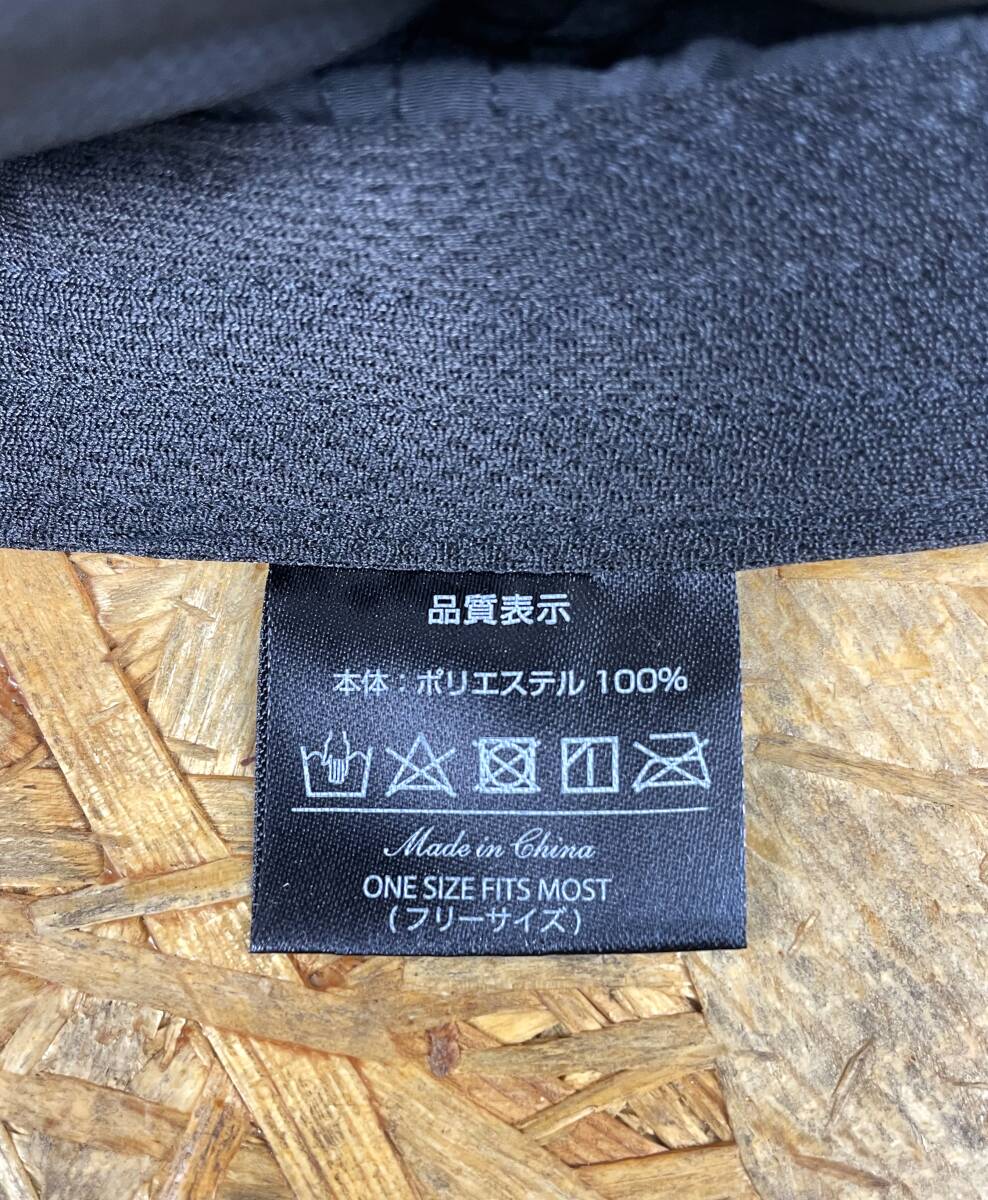 品質表示
本体：ポリエステル 100%
Made in China
ONE SIZE FITS MOST
（フリーサイズ）